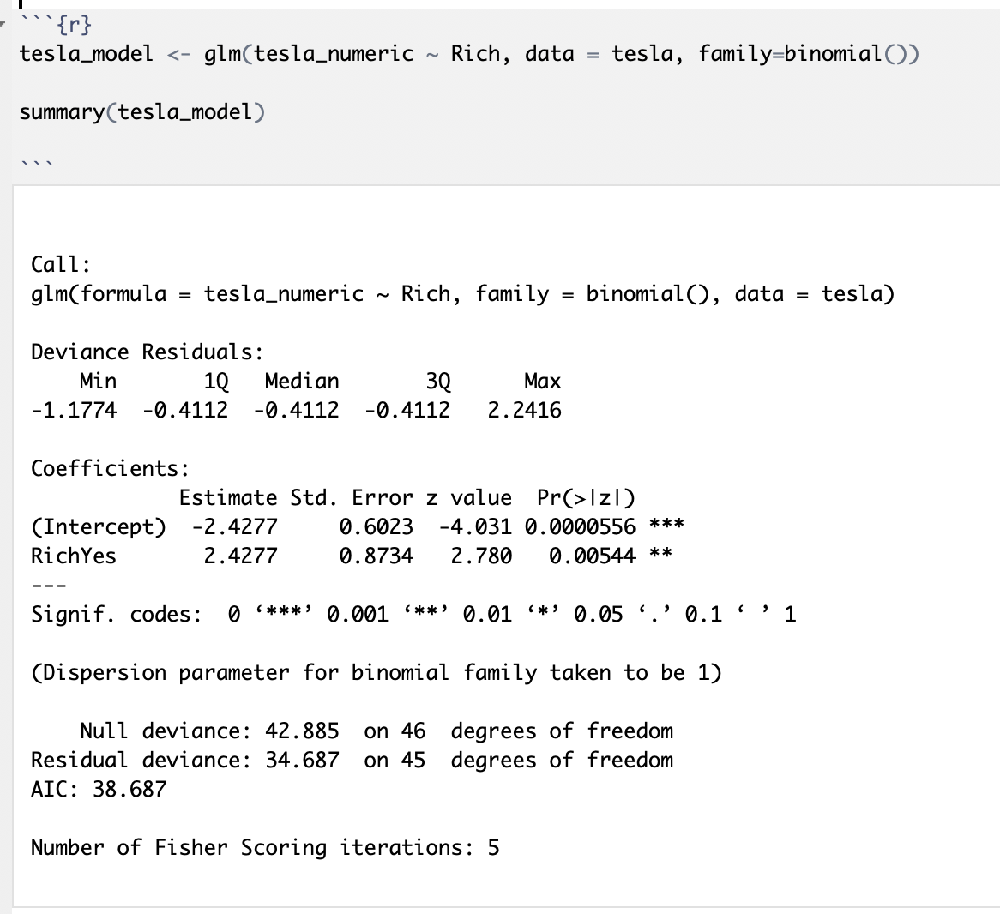 ```{r}
tesla_model <- glm(tesla_numeric ~ Rich, data = tesla, family=binomial())
summary(tesla_model)
```
Call:
glm(formula = tesla_numeric ~ Rich, family = binomial(), data = tesla)
Deviance Residuals:
    Min       1Q   Median       3Q      Max
-1.1774  -0.4112  -0.4112  -0.4112   2.2416
Coefficients:
            Estimate Std. Error z value  Pr(>|z|)
(Intercept)  -2.4277     0.6023  -4.031 0.0000556 ***
RichYes       2.4277     0.8734   2.780   0.00544 **
---
Signif. codes:  0 ‘***’ 0.001 ‘**’ 0.01 ‘*’ 0.05 ‘.’ 0.1 ‘ ’ 1
(Dispersion parameter for binomial family taken to be 1)
    Null deviance: 42.885  on 46  degrees of freedom
Residual deviance: 34.687  on 45  degrees of freedom
AIC: 38.687
Number of Fisher Scoring iterations: 5